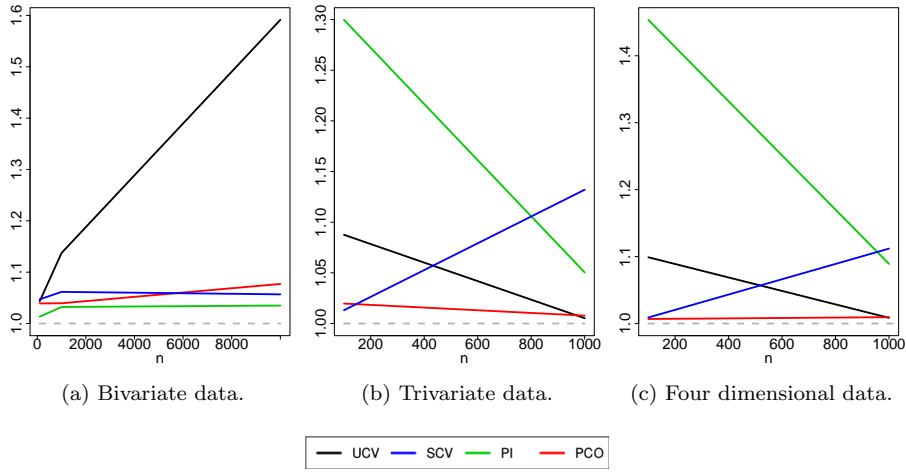 1.0 1.1 1.2 1.3 1.4 1.5 1.6
0 2000 4000 6000 8000
n
1.00 1.05 1.10 1.15 1.20 1.25 1.30
200 400 600 800 1000
n
1.0 1.1 1.2 1.3 1.4
200 400 600 800 1000
n
(a) Bivariate data.
(b) Trivariate data.
(c) Four dimensional data.
UCV SCV PI PCO